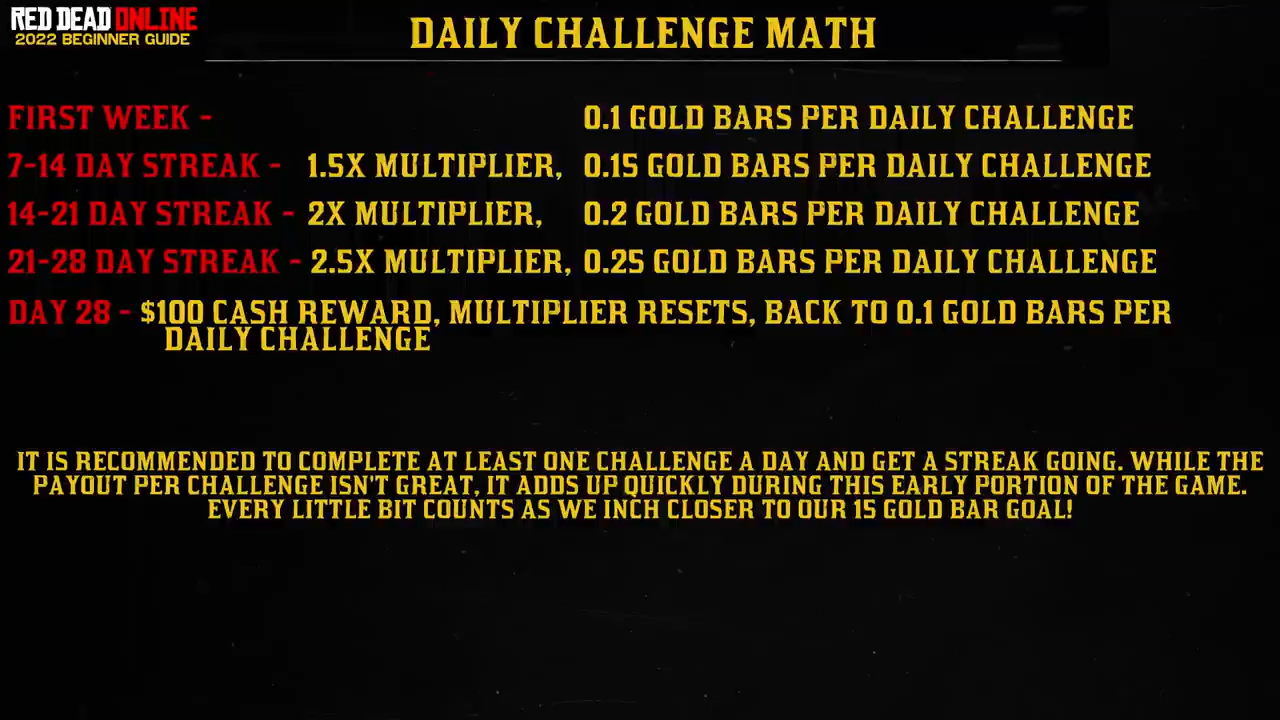 RED DEAD ONLINE
2022 BEGINNER GUIDE
DAILY CHALLENGE MATH
FIRST WEEK - 0.1 GOLD BARS PER DAILY CHALLENGE
7-14 DAY STREAK - 1.5X MULTIPLIER, 0.15 GOLD BARS PER DAILY CHALLENGE
14-21 DAY STREAK - 2X MULTIPLIER, 0.2 GOLD BARS PER DAILY CHALLENGE
21-28 DAY STREAK - 2.5X MULTIPLIER, 0.25 GOLD BARS PER DAILY CHALLENGE
DAY 28 - $100 CASH REWARD, MULTIPLIER RESETS, BACK TO 0.1 GOLD BARS PER
DAILY CHALLENGE
IT IS RECOMMENDED TO COMPLETE AT LEAST ONE CHALLENGE A DAY AND GET A STREAK GOING. WHILE THE
PAYOUT PER CHALLENGE ISN'T GREAT, IT ADDS UP QUICKLY DURING THIS EARLY PORTION OF THE GAME.
EVERY LITTLE BIT COUNTS AS WE INCH CLOSER TO OUR 15 GOLD BAR GOAL!